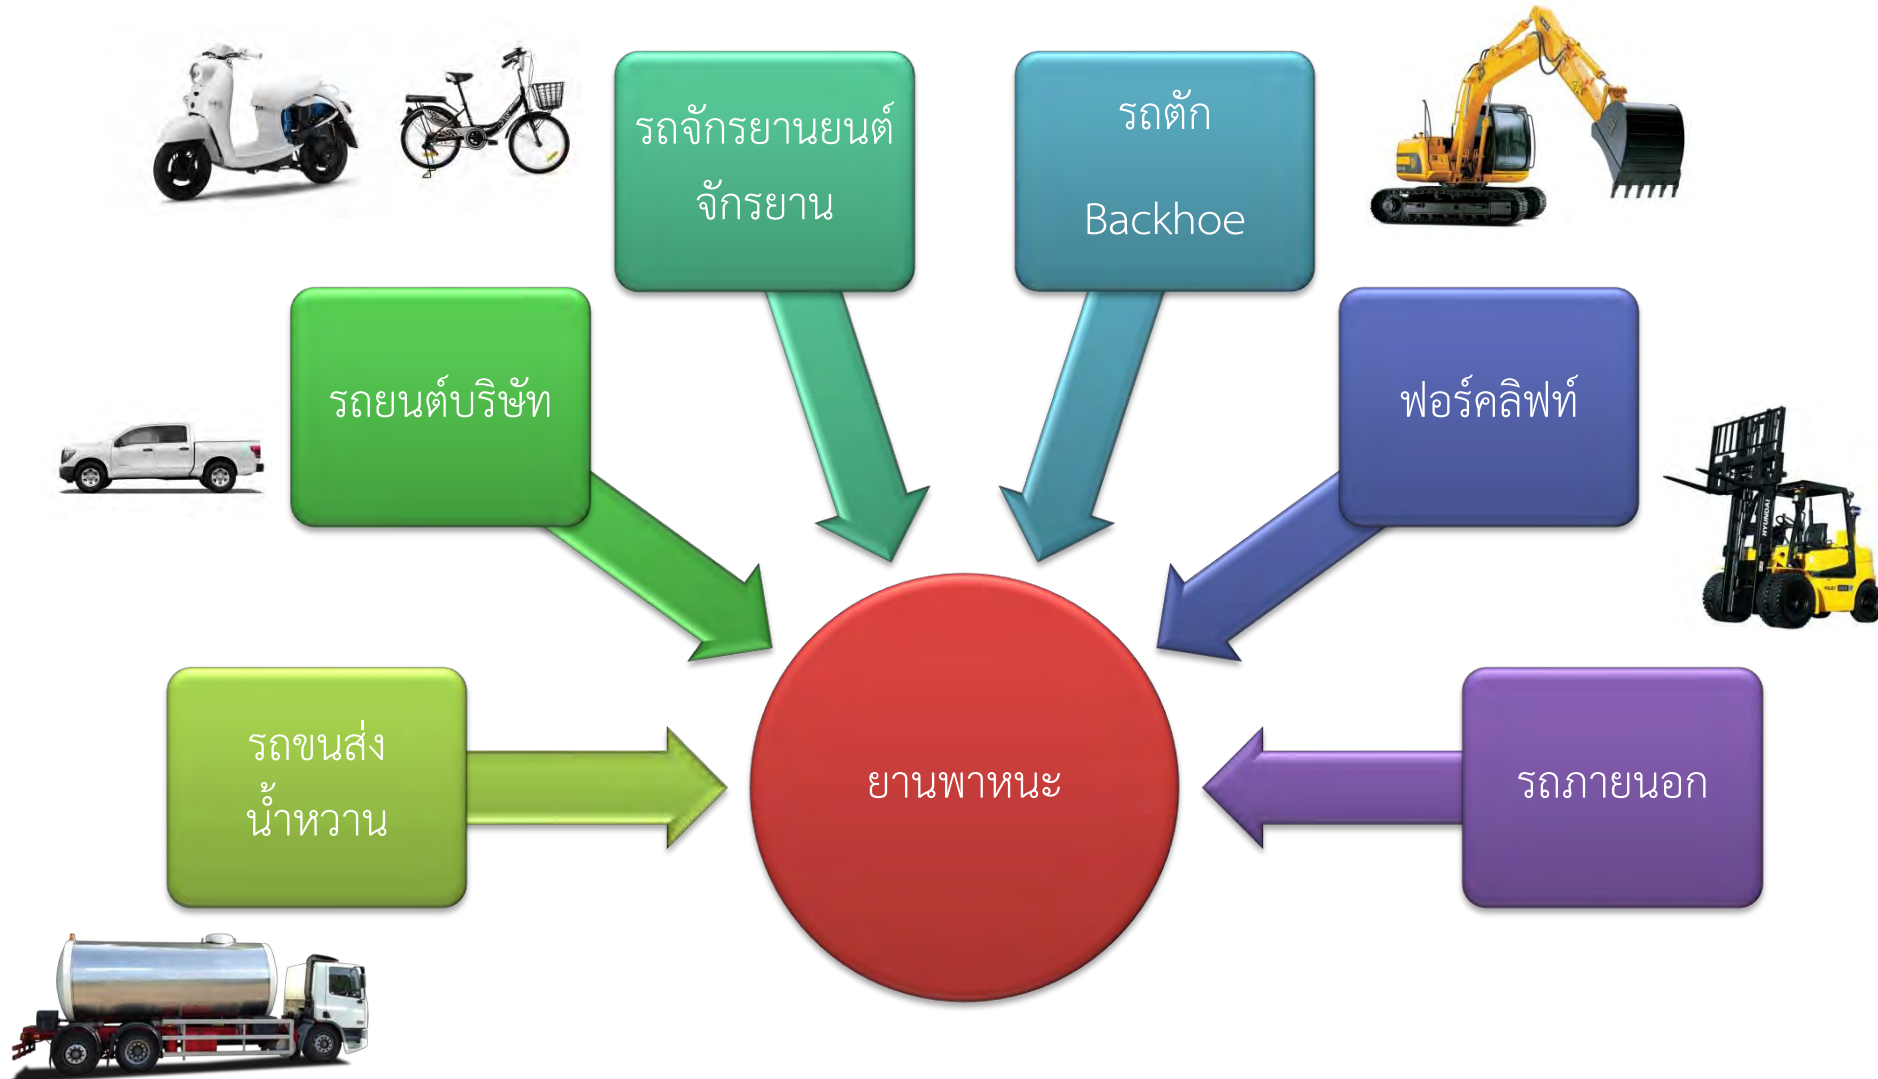 รถจักรยานยนต์
จักรยาน
รถตัก
Backhoe
รถยนต์บริษัท
ฟอร์คลิฟท์
รถขนส่ง
น้ำหวาน
ยานพาหนะ
รถภายนอก
HYUNDAI